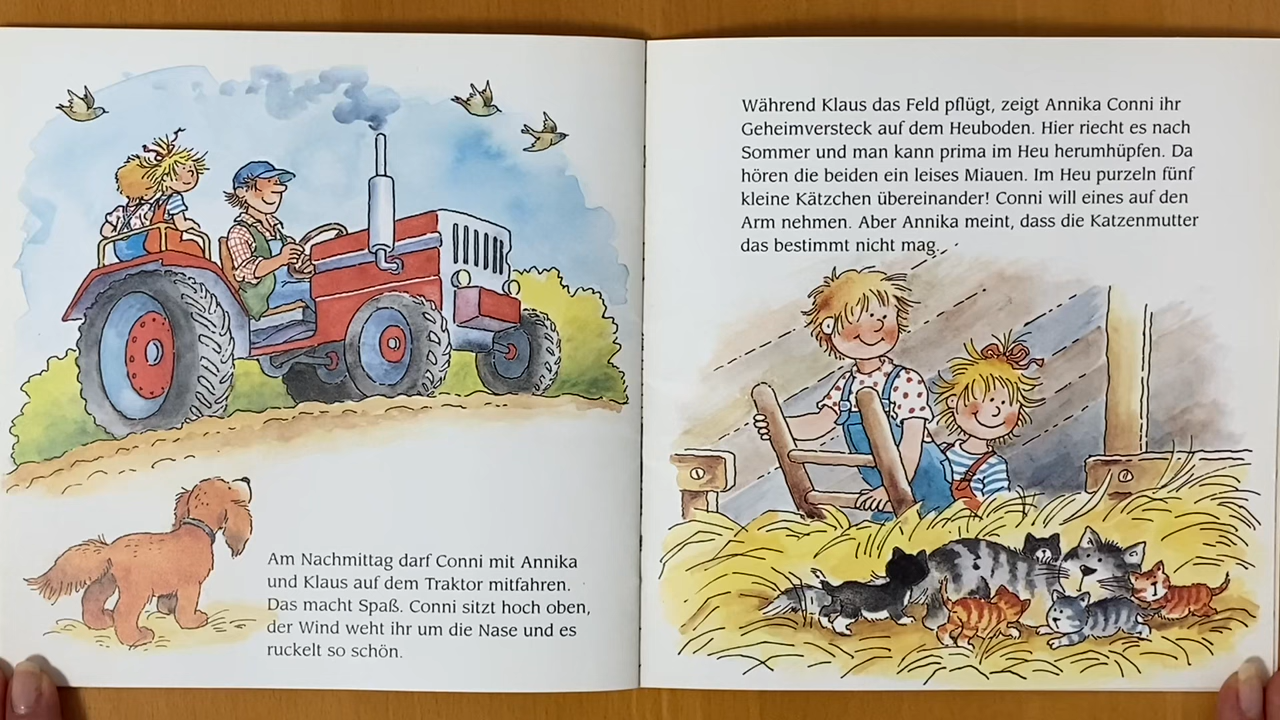 Am Nachmittag darf Conni mit Annika
und Klaus auf dem Traktor mitfahren.
Das macht Spaß. Conni sitzt hoch oben,
der Wind weht ihr um die Nase und es
ruckelt so schön.
Während Klaus das Feld pflügt, zeigt Annika Conni ihr
Geheimversteck auf dem Heuboden. Hier riecht es nach
Sommer und man kann prima im Heu herumhüpfen. Da
hören die beiden ein leises Miauen. Im Heu purzeln fünf
kleine Kätzchen übereinander! Conni will eines auf den
Arm nehmen. Aber Annika meint, dass die Katzenmutter
das bestimmt nicht mag.